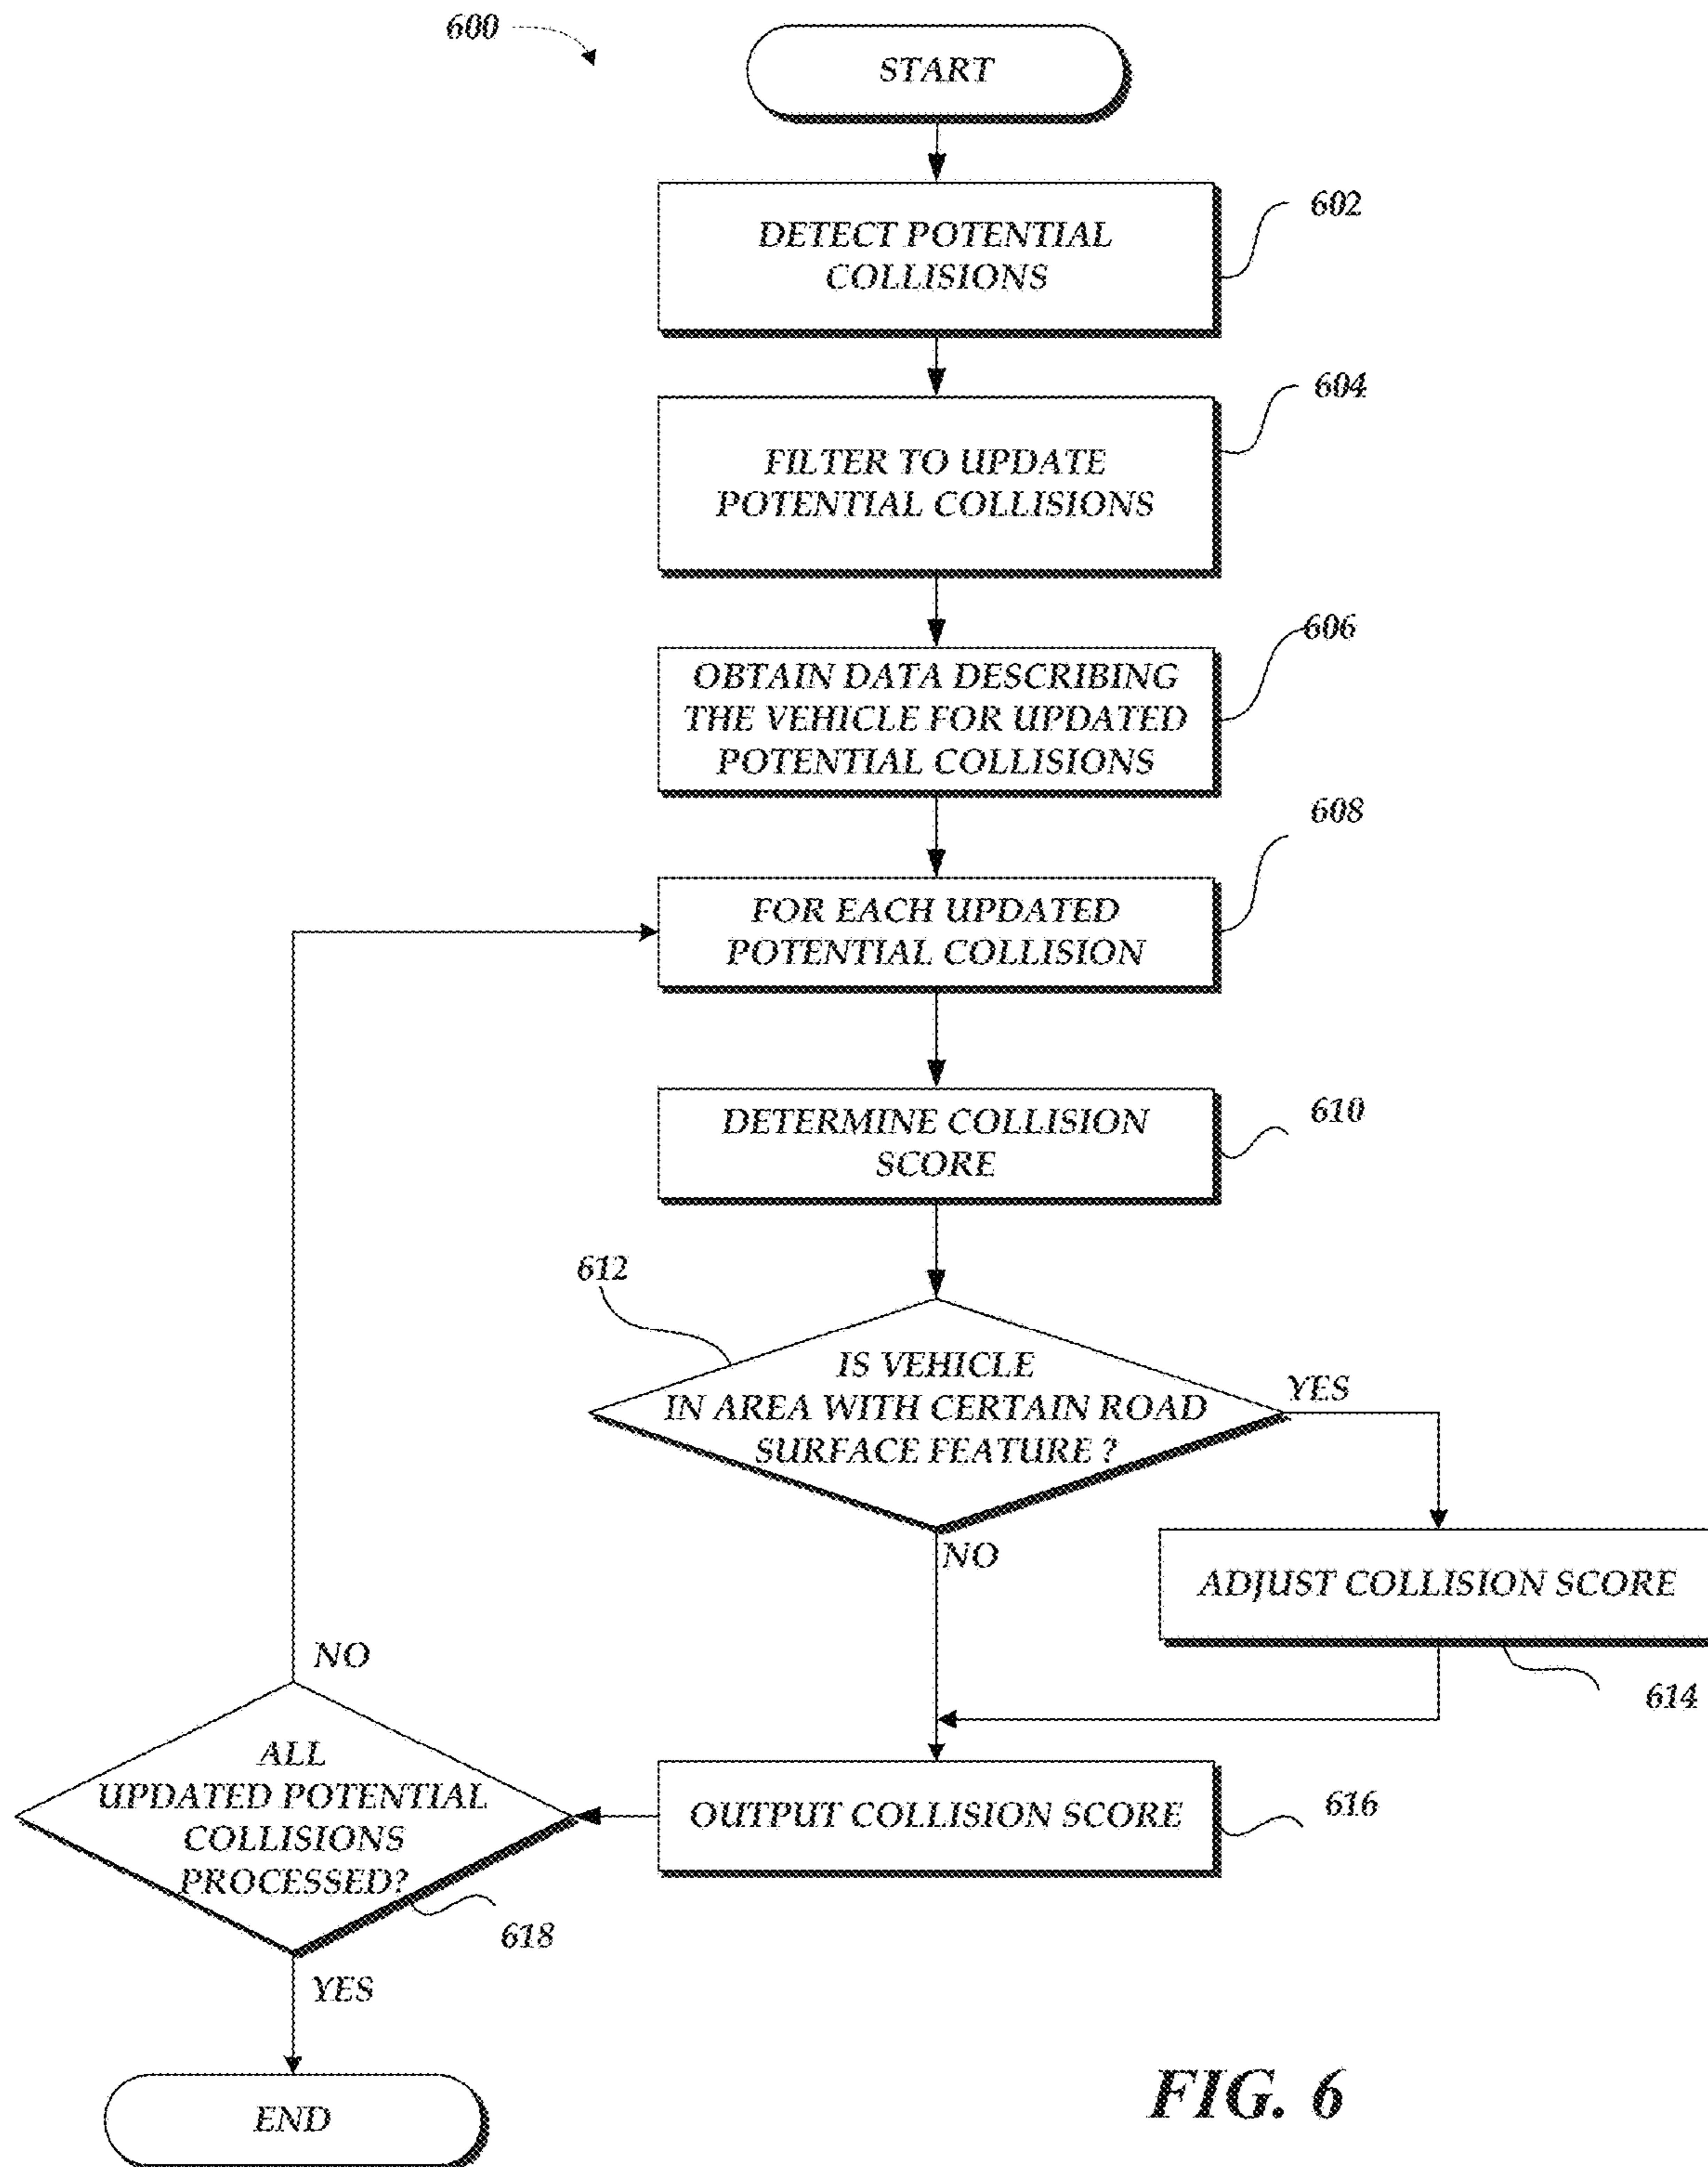 600
START
DETECT POTENTIAL
COLLISIONS
602
FILTER TO UPDATE
POTENTIAL COLLISIONS
604
OBTAIN DATA DESCRIBING
THE VEHICLE FOR UPDATED
POTENTIAL COLLISIONS
606
FOR EACH UPDATED
POTENTIAL COLLISION
608
DETERMINE COLLISION
SCORE
610
612
IS VEHICLE
IN AREA WITH CERTAIN ROAD
SURFACE FEATURE ?
YES
NO
ADJUST COLLISION SCORE
614
OUTPUT COLLISION SCORE
616
NO
ALL
UPDATED POTENTIAL
COLLISIONS
PROCESSED?
618
YES
END
FIG. 6